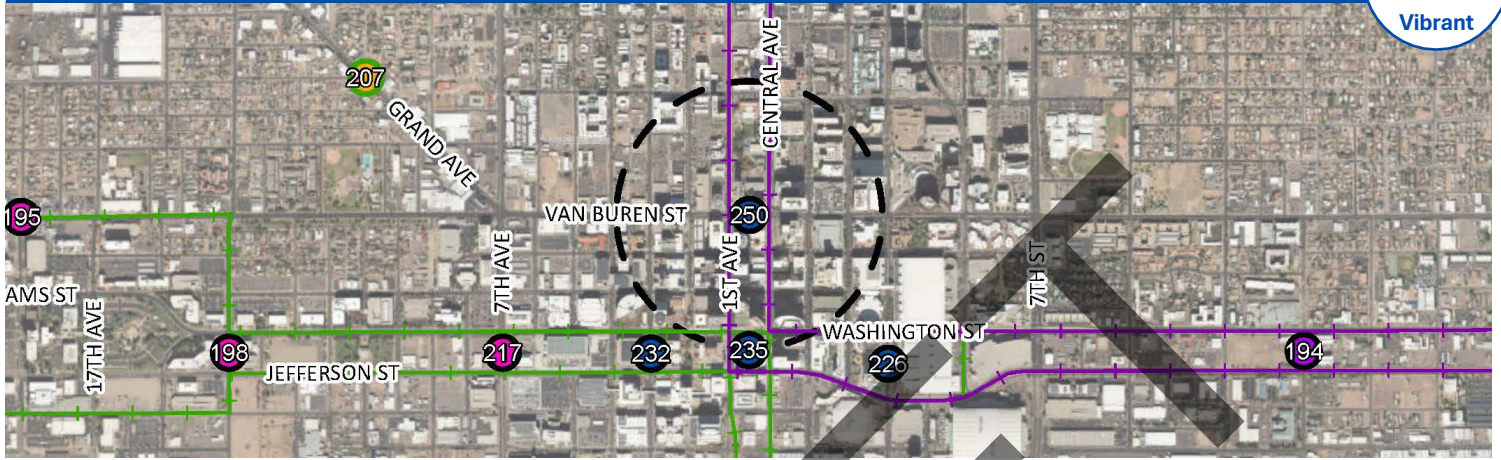 Vibrant
CENTRAL AVE
207
GRAND AVE
195
VAN BUREN ST
250
7TH AVE
1ST AVE
7TH ST
AMS ST
17TH AVE
WASHINGTON ST
198
217
232
235
226
194
JEFFERSON ST